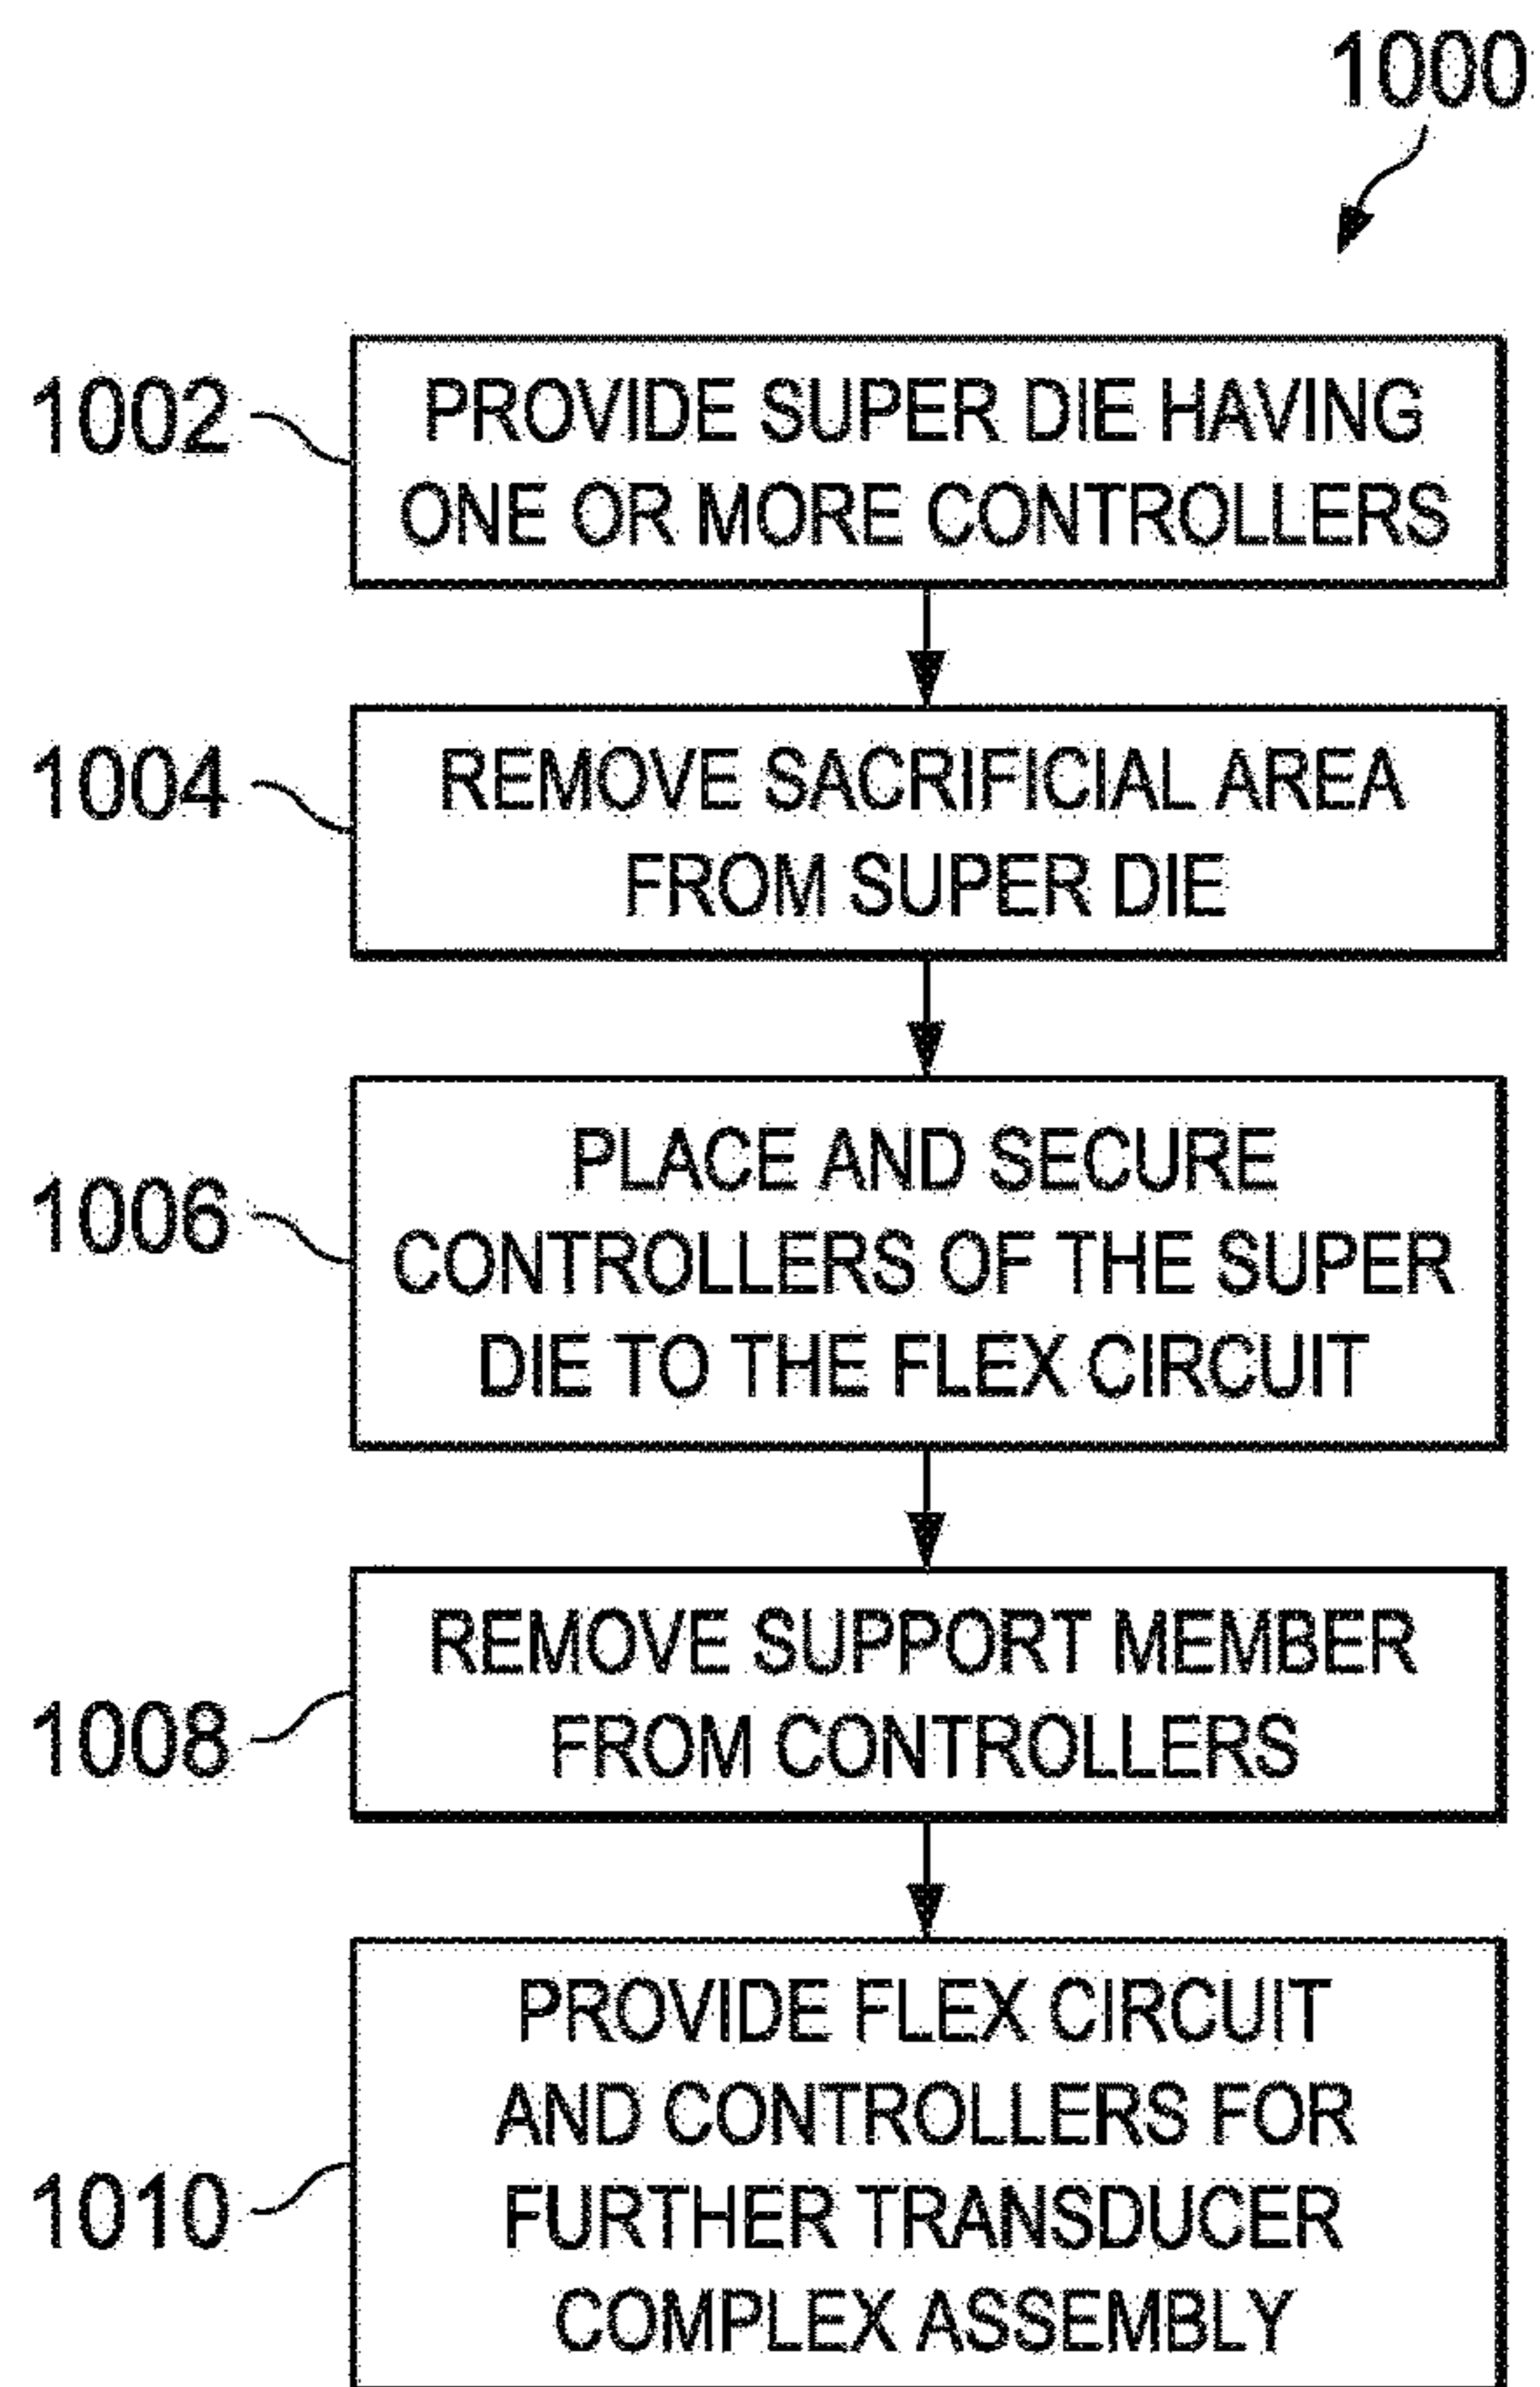 1000
1002
PROVIDE SUPER DIE HAVING
ONE OR MORE CONTROLLERS
1004
REMOVE SACRIFICIAL AREA
FROM SUPER DIE
1006
PLACE AND SECURE
CONTROLLERS OF THE SUPER
DIE TO THE FLEX CIRCUIT
1008
REMOVE SUPPORT MEMBER
FROM CONTROLLERS
1010
PROVIDE FLEX CIRCUIT
AND CONTROLLERS FOR
FURTHER TRANSDUCER
COMPLEX ASSEMBLY